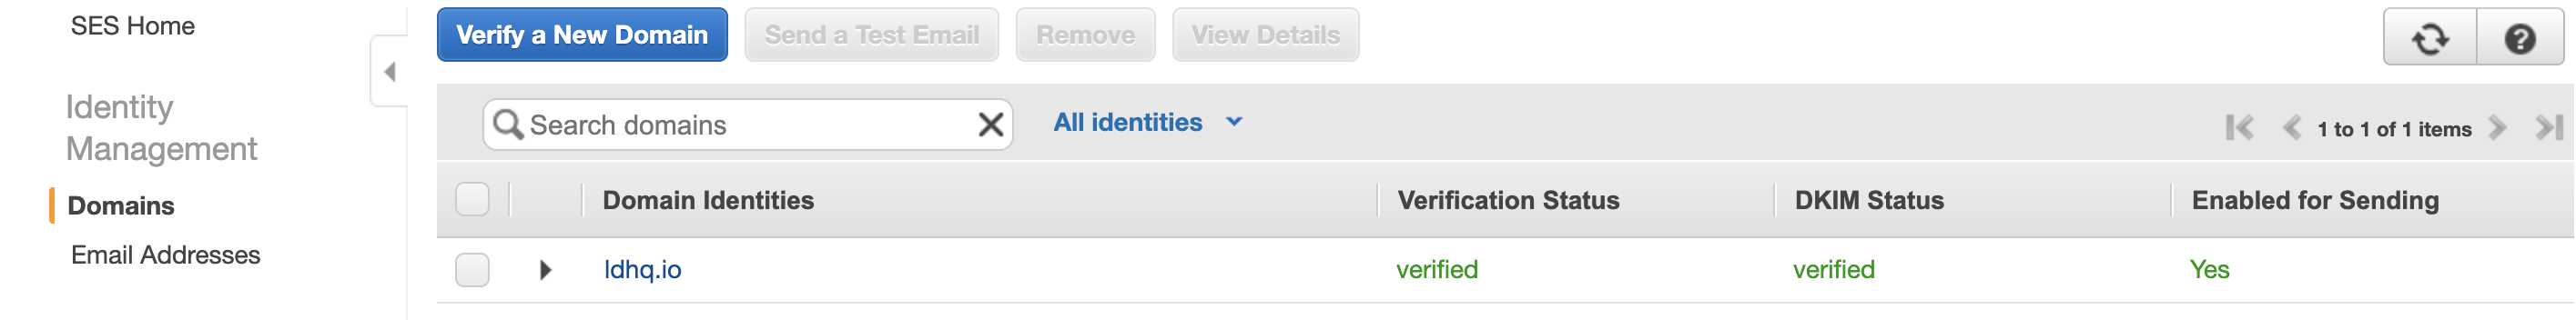 SES Home
Identity
Management
Domains
Email Addresses
Verify a New Domain Send a Test Email Remove View Details
Search domains All identities 1 to 1 of 1 items
Domain Identities Verification Status DKIM Status Enabled for Sending
ldhq.io verified verified Yes